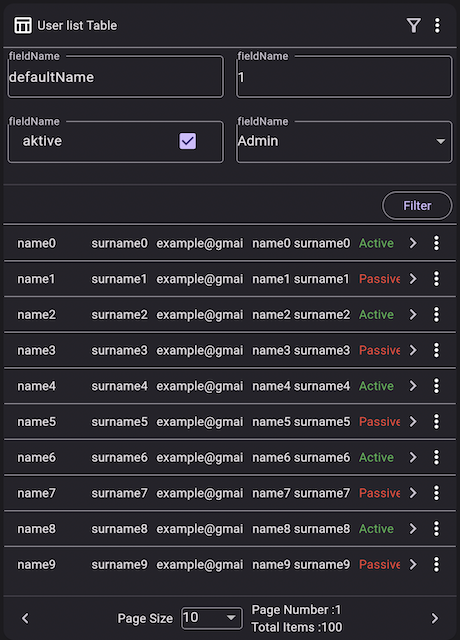 User list Table
fieldName fieldName
defaultName 1
fieldName fieldName
aktive Admin
Filter
name0 surname0 example@gmai name0 surname0 Active
name1 surname1 example@gmai name1 surname1 Passive
name2 surname2 example@gmai name2 surname2 Active
name3 surname3 example@gmai name3 surname3 Passive
name4 surname4 example@gmai name4 surname4 Active
name5 surname5 example@gmai name5 surname5 Passive
name6 surname6 example@gmai name6 surname6 Active
name7 surname7 example@gmai name7 surname7 Passive
name8 surname8 example@gmai name8 surname8 Active
name9 surname9 example@gmai name9 surname9 Passive
Page Size 10 Page Number :1
Total Items :100